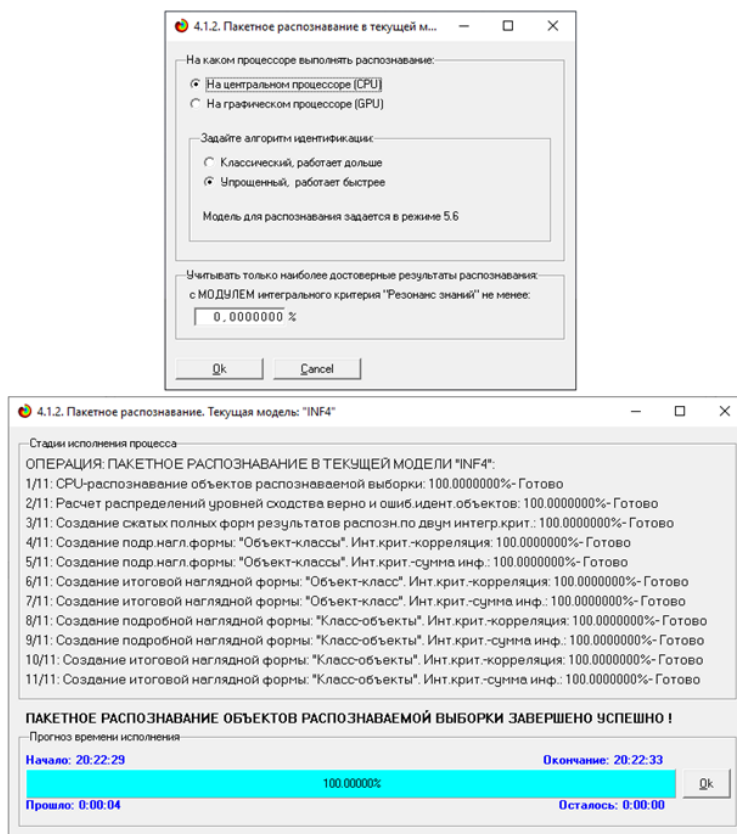 4.1.2. Пакетное распознавание в текущей м...
На каком процессоре выполнять распознавание:
На центральном процессоре (CPU)
На графическом процессоре (GPU)
Задайте алгоритм идентификации:
Классический, работает дольше
Упрощенный, работает быстрее
Модель для распознавания задается в режиме 5.6
Учитывать только наиболее достоверные результаты распознавания:
с МОДУЛЕМ интегрального критерия "Резонанс знаний" не менее:
0,0000000 %
Ok Cancel
4.1.2. Пакетное распознавание. Текущая модель: "INF4"
Стадии исполнения процесса
ОПЕРАЦИЯ: ПАКЕТНОЕ РАСПОЗНАВАНИЕ В ТЕКУЩЕЙ МОДЕЛИ "INF4":
1/11: CPU-распознавание объектов распознаваемой выборки: 100.0000000%- Готово
2/11: Расчет распределений уровней сходства верно и ошиб.идент.объектов: 100.0000000%- Готово
3/11: Создание сжатых полных форм результатов распозн.по двум интегр.крит.: 100.0000000%- Готово
4/11: Создание подр.нагл.формы: "Объект-классы". Инт.крит.-корреляция: 100.0000000%- Готово
5/11: Создание подр.нагл.формы: "Объект-классы". Инт.крит.-сумма инф.: 100.0000000%- Готово
6/11: Создание итоговой наглядной формы: "Объект-класс". Инт.крит.-корреляция: 100.0000000%- Готово
7/11: Создание итоговой наглядной формы: "Объект-класс". Инт.крит.-сумма инф.: 100.0000000%- Готово
8/11: Создание подробной наглядной формы: "Класс-объекты". Инт.крит.-корреляция: 100.0000000%- Готово
9/11: Создание подробной наглядной формы: "Класс-объекты". Инт.крит.-сумма инф.: 100.0000000%- Готово
10/11: Создание итоговой наглядной формы: "Класс-объекты". Инт.крит.-корреляция: 100.0000000%- Готово
11/11: Создание итоговой наглядной формы: "Класс-объекты". Инт.крит.-сумма инф.: 100.0000000%- Готово
ПАКЕТНОЕ РАСПОЗНАВАНИЕ ОБЪЕКТОВ РАСПОЗНАВАЕМОЙ ВЫБОРКИ ЗАВЕРШЕНО УСПЕШНО !
Прогноз времени исполнения
Начало: 20:22:29 Окончание: 20:22:33
100.00000% Ok
Прошло: 0:00:04 Осталось: 0:00:00